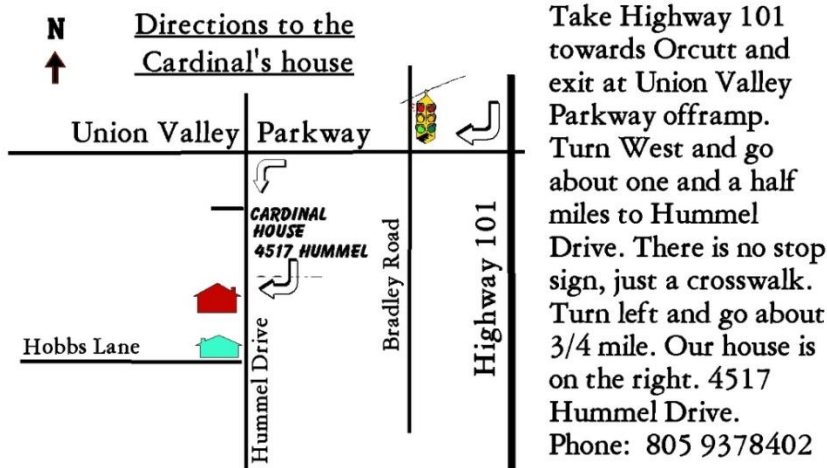 N
Directions to the
Cardinal's house
Union Valley Parkway
CARDINAL
HOUSE
4517 HUMMEL
Hobbs Lane
Hummel Drive
Bradley Road
Highway 101
Take Highway 101
towards Orcutt and
exit at Union Valley
Parkway offramp.
Turn West and go
about one and a half
miles to Hummel
Drive. There is no stop
sign, just a crosswalk.
Turn left and go about
3/4 mile. Our house is
on the right. 4517
Hummel Drive.
Phone: 805 9378402